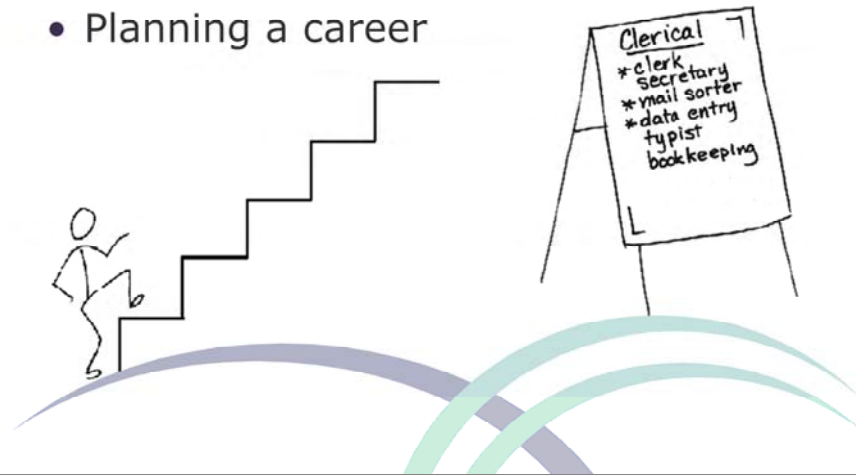 • Planning a career
Clerical
*clerk
secretary
*mail sorter
*data entry
typist
bookkeeping